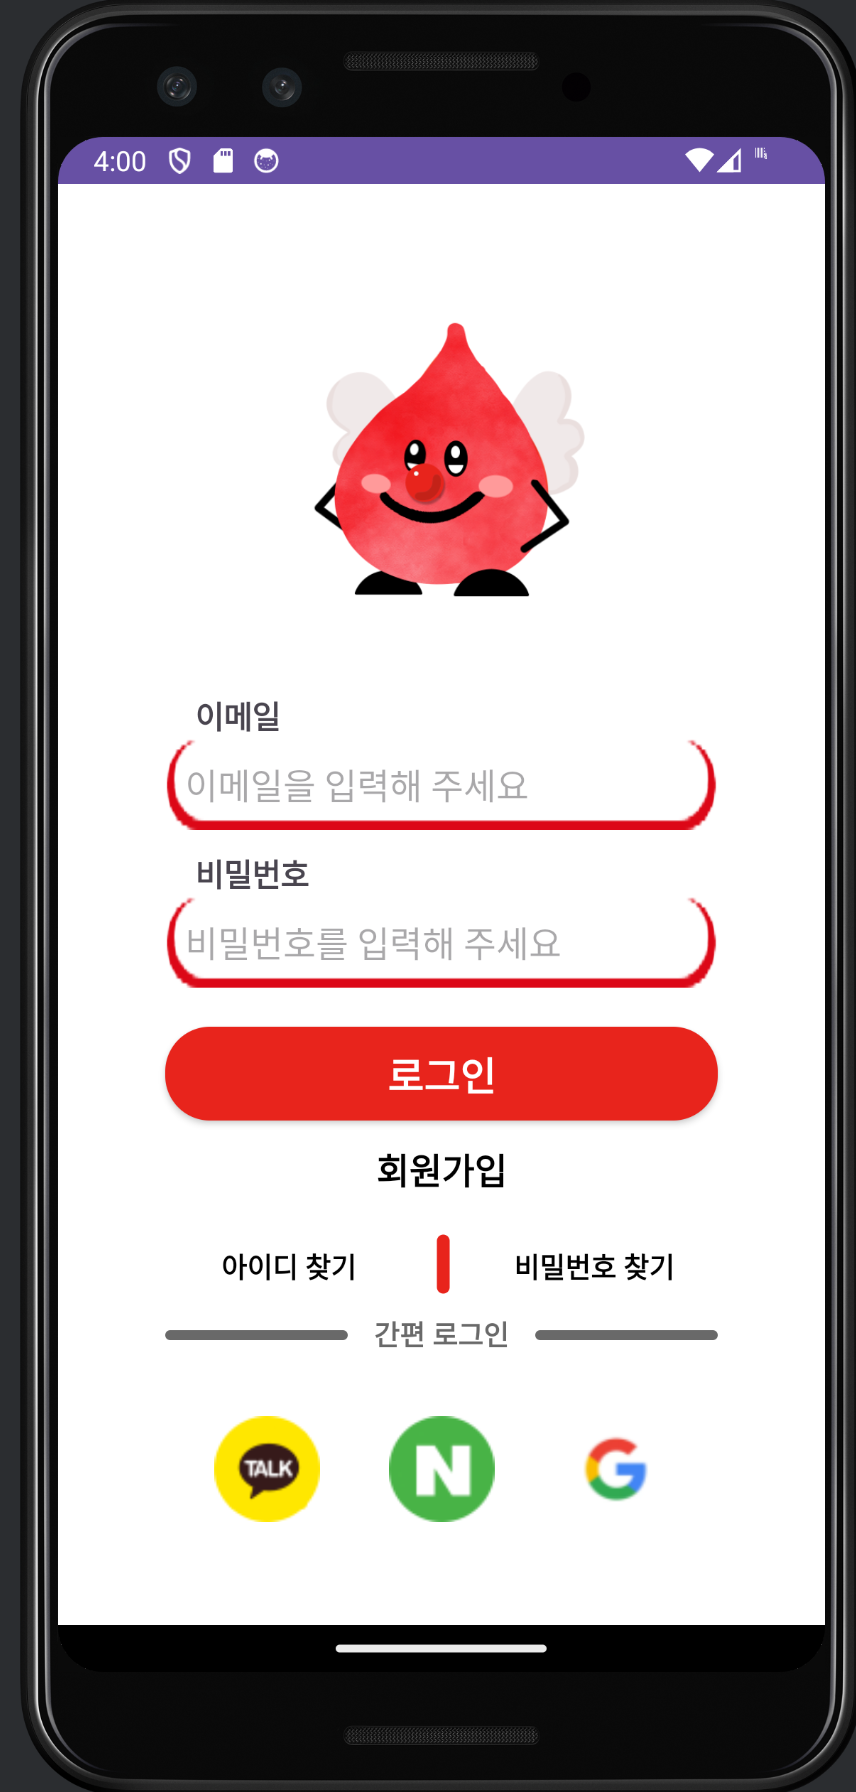 4:00
이메일
이메일을 입력해 주세요
비밀번호
비밀번호를 입력해 주세요
로그인
회원가입
아이디 찾기 비밀번호 찾기
간편 로그인
TALK N G